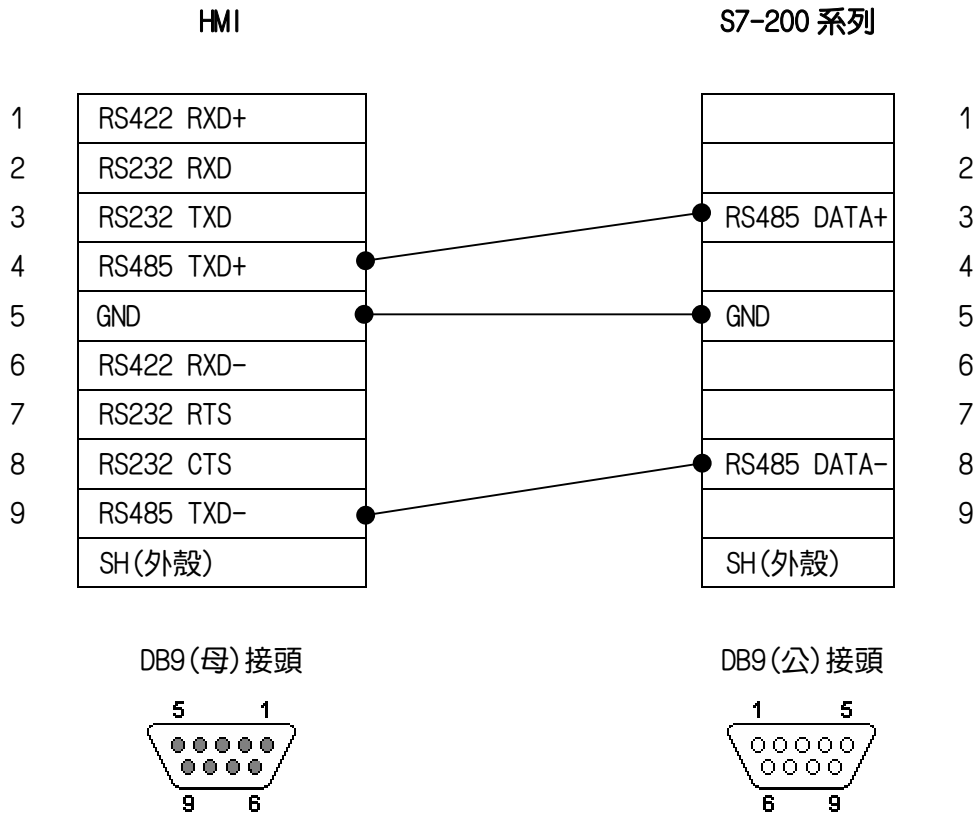 HMI
S7-200 系列
1 RS422 RXD+ 1
2 RS232 RXD 2
3 RS232 TXD RS485 DATA+ 3
4 RS485 TXD+ 4
5 GND GND 5
6 RS422 RXD- 6
7 RS232 RTS 7
8 RS232 CTS RS485 DATA- 8
9 RS485 TXD- 9
SH(外殼) SH(外殼)
DB9(母)接頭
DB9(公)接頭
5 1
1 5
9 6
6 9